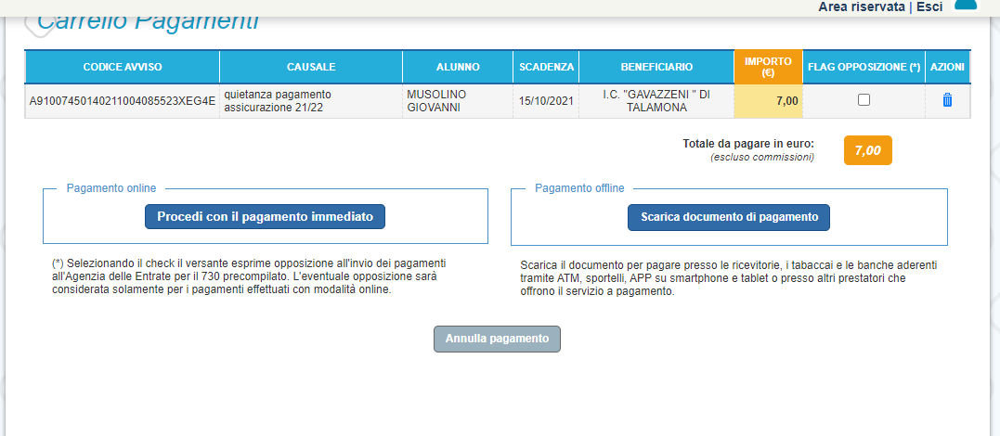 Area riservata | Esci
Carrello Pagamenti
CODICE AVVISO CAUSALE ALUNNO SCADENZA BENEFICIARIO IMPORTO (€) FLAG OPPOSIZIONE (*) AZIONI
A91007450140211004085523XEG4E
quietanza pagamento
assicurazione 21/22
MUSOLINO
GIOVANNI
15/10/2021
I.C. "GAVAZZENI " DI
TALAMONA
7,00
Totale da pagare in euro:
(escluso commissioni)
7,00
Pagamento online
Procedi con il pagamento immediato
(*) Selezionando il check il versante esprime opposizione all'invio dei pagamenti
all'Agenzia delle Entrate per il 730 precompilato. L'eventuale opposizione sarà
considerata solamente per i pagamenti effettuati con modalità online.
Pagamento offline
Scarica documento di pagamento
Scarica il documento per pagare presso le ricevitorie, i tabaccai e le banche aderenti
tramite ATM, sportelli, APP su smartphone e tablet o presso altri prestatori che
offrono il servizio a pagamento.
Annulla pagamento